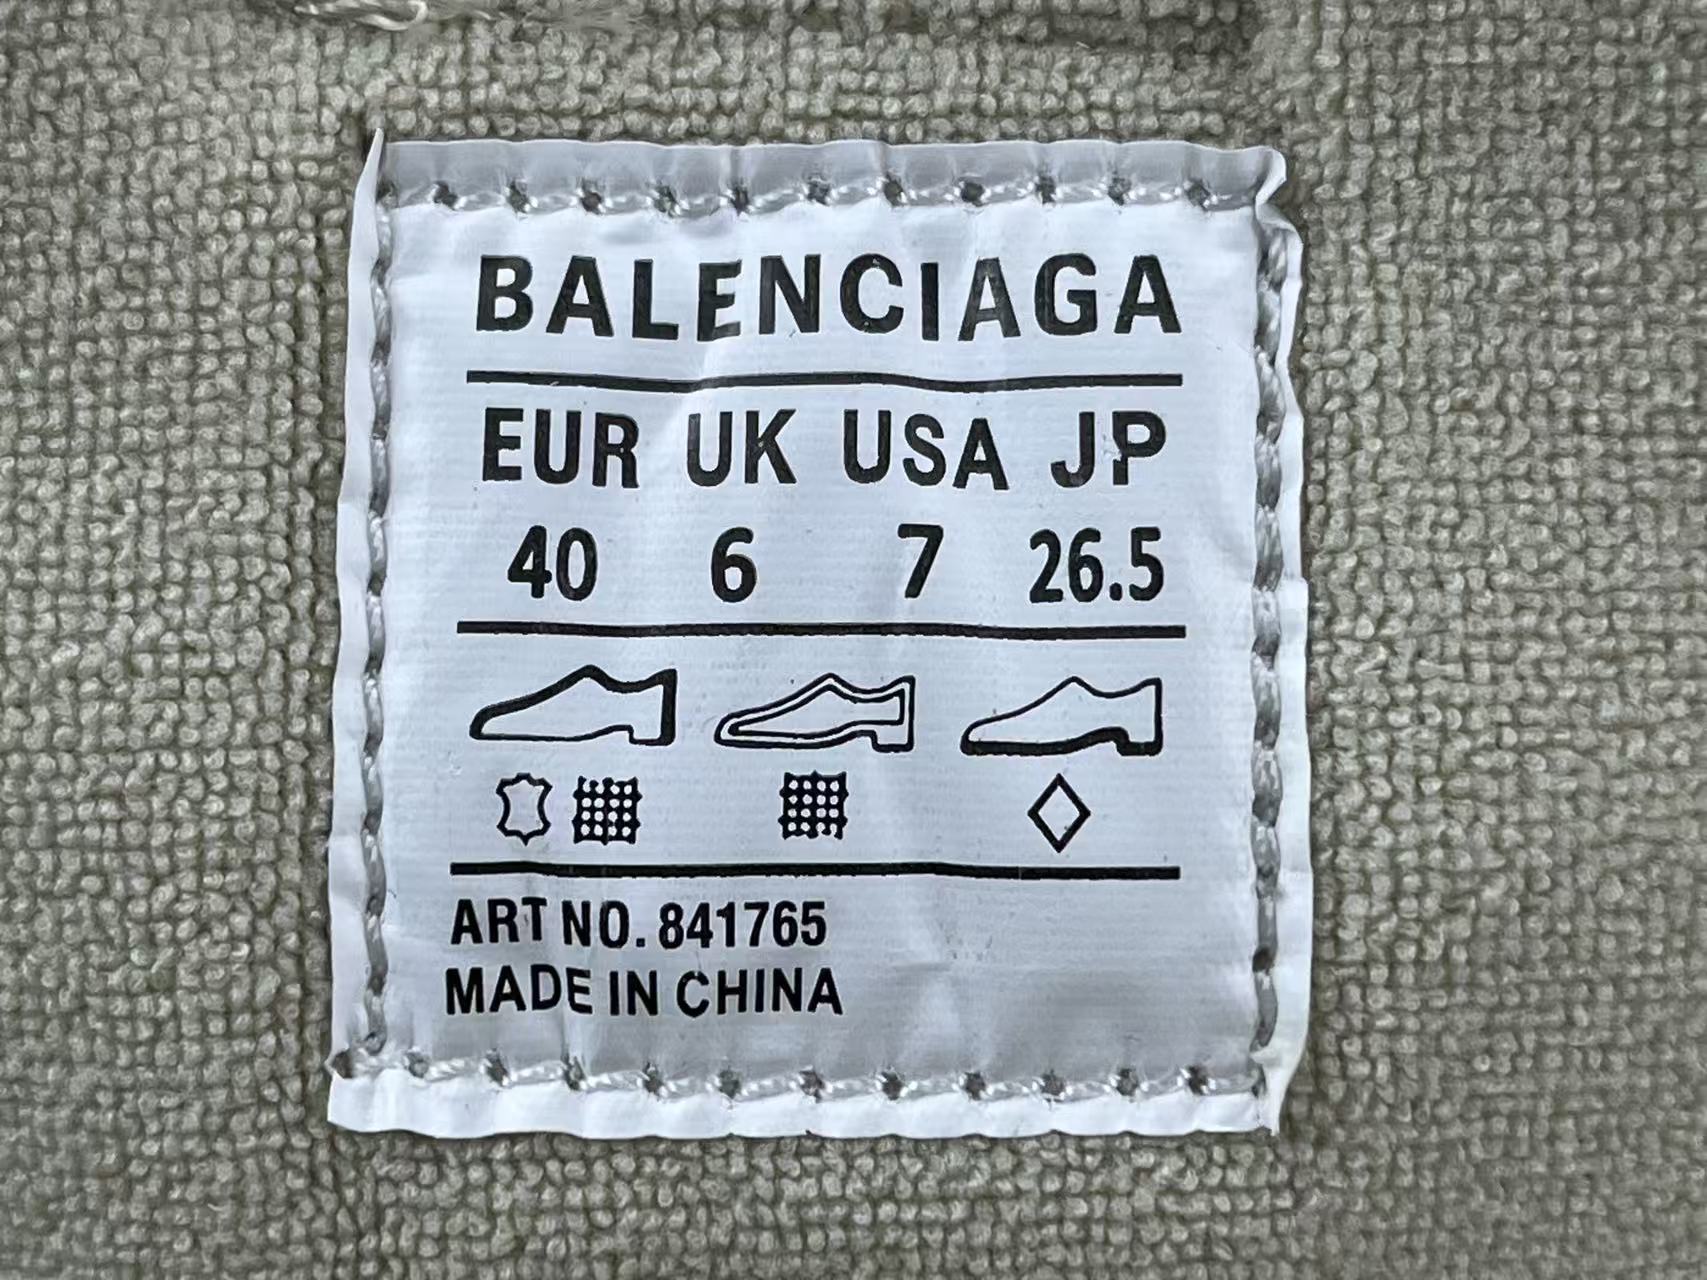 BALENCIAGA
EUR UK USA JP
40 6 7 26.5
ART NO. 841765
MADE IN CHINA